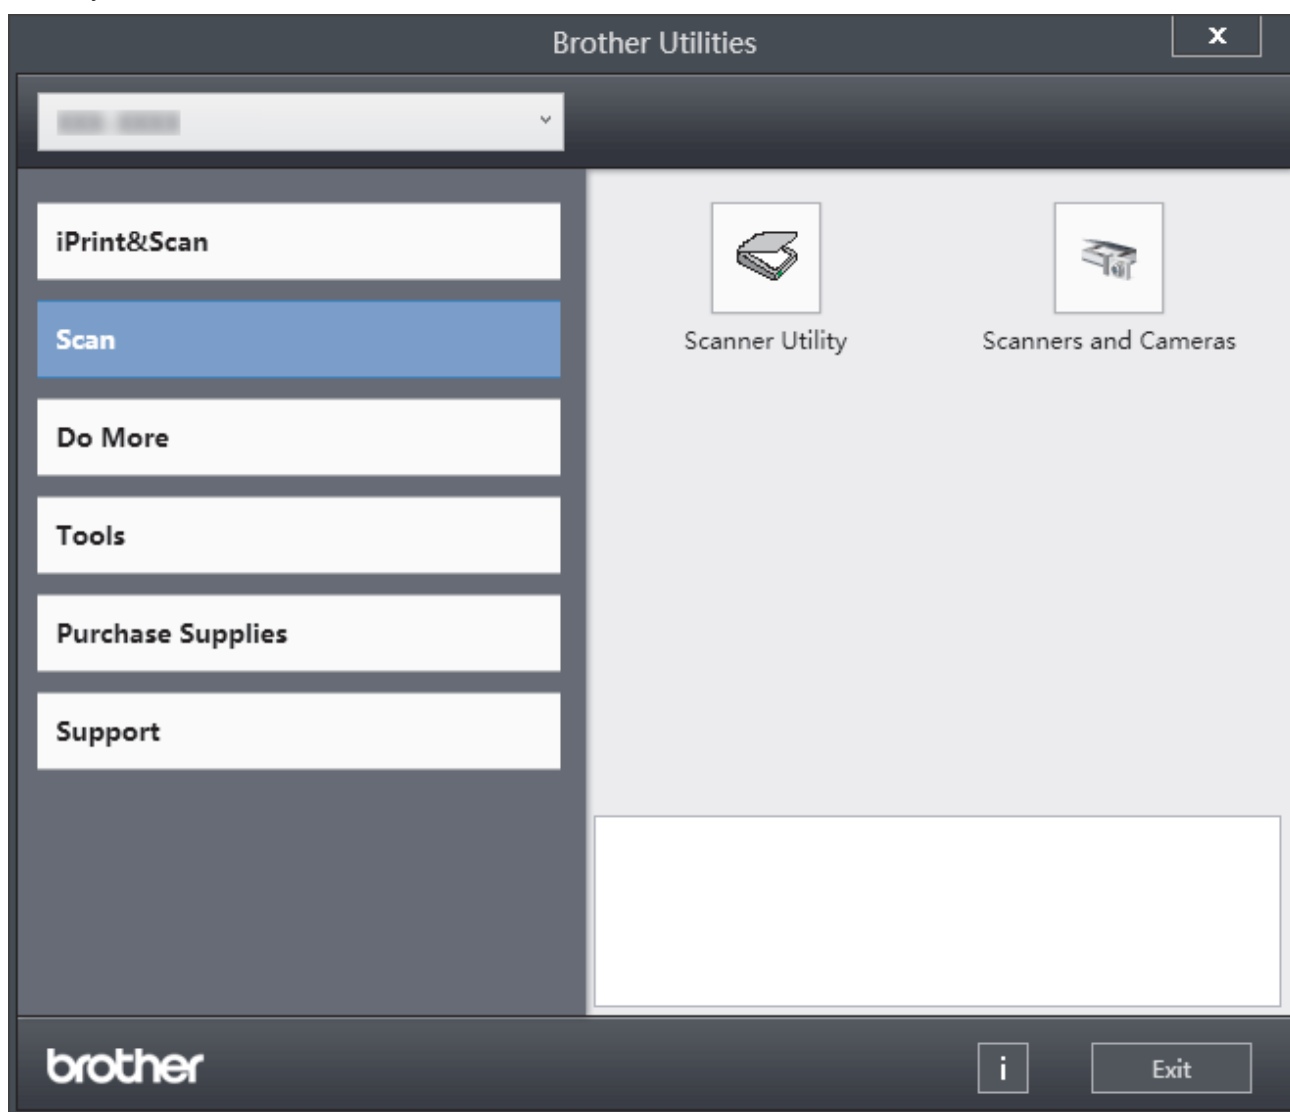 Brother Utilities
x
iPrint&Scan
Scan
Do More
Tools
Purchase Supplies
Support
Scanner Utility
Scanners and Cameras
brother
i
Exit